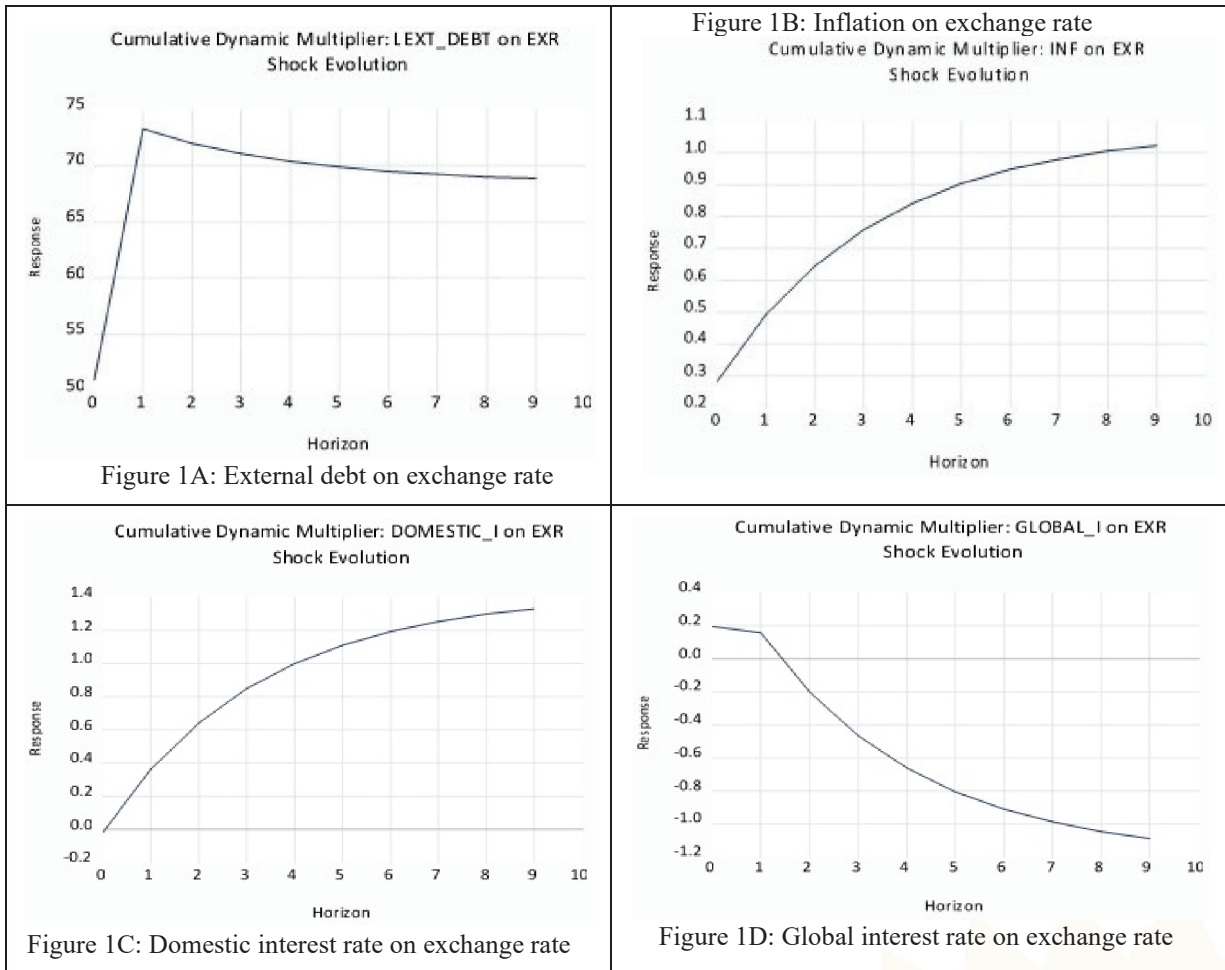 Cumulative Dynamic Multiplier: LEXT_DEBT on EXR
Shock Evolution
75
70
65
60
55
50
Response
0 1 2 3 4 5 6 7 8 9 10
Horizon
Figure 1A: External debt on exchange rate
Figure 1B: Inflation on exchange rate
Cumulative Dynamic Multiplier: INF on EXR
Shock Evolution
1.1
1.0
0.9
0.8
0.7
0.6
0.5
0.4
0.3
0.2
Response
0 1 2 3 4 5 6 7 8 9 10
Horizon
Cumulative Dynamic Multiplier: DOMESTIC_I on EXR
Shock Evolution
1.4
1.2
1.0
0.8
0.6
0.4
0.2
0.0
-0.2
Response
0 1 2 3 4 5 6 7 8 9 10
Horizon
Figure 1C: Domestic interest rate on exchange rate
Cumulative Dynamic Multiplier: GLOBAL_I on EXR
Shock Evolution
0.4
0.2
0.0
-0.2
-0.4
-0.6
-0.8
-1.0
-1.2
Response
0 1 2 3 4 5 6 7 8 9 10
Horizon
Figure 1D: Global interest rate on exchange rate